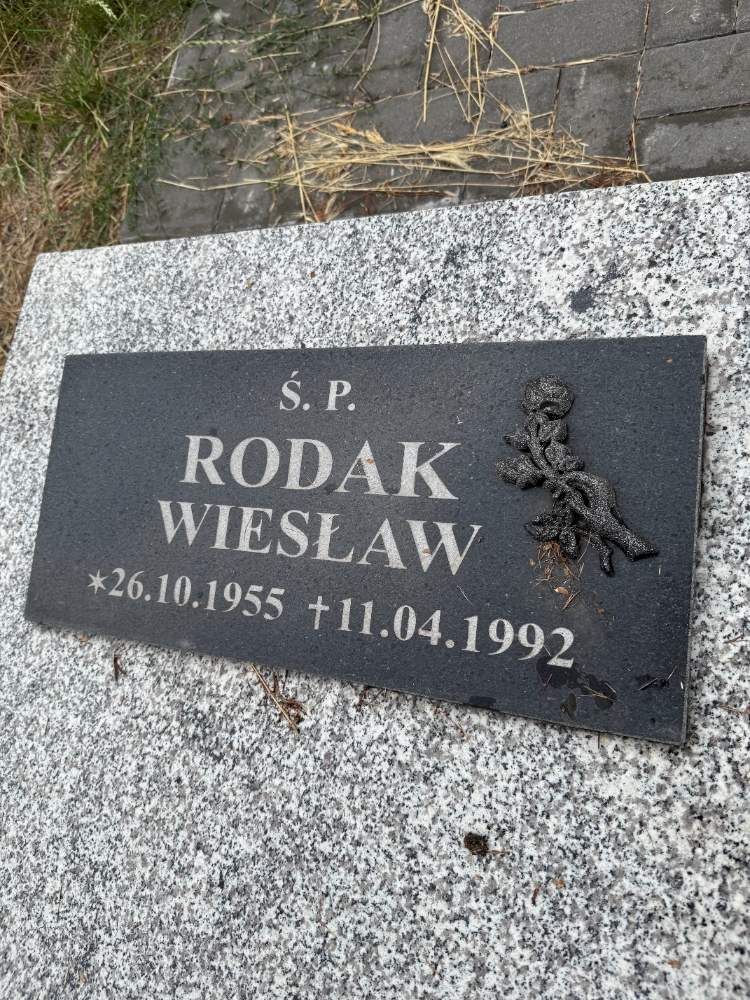 Ś. P.
RODAK
WIESŁAW
✶26.10.1955 †11.04.1992